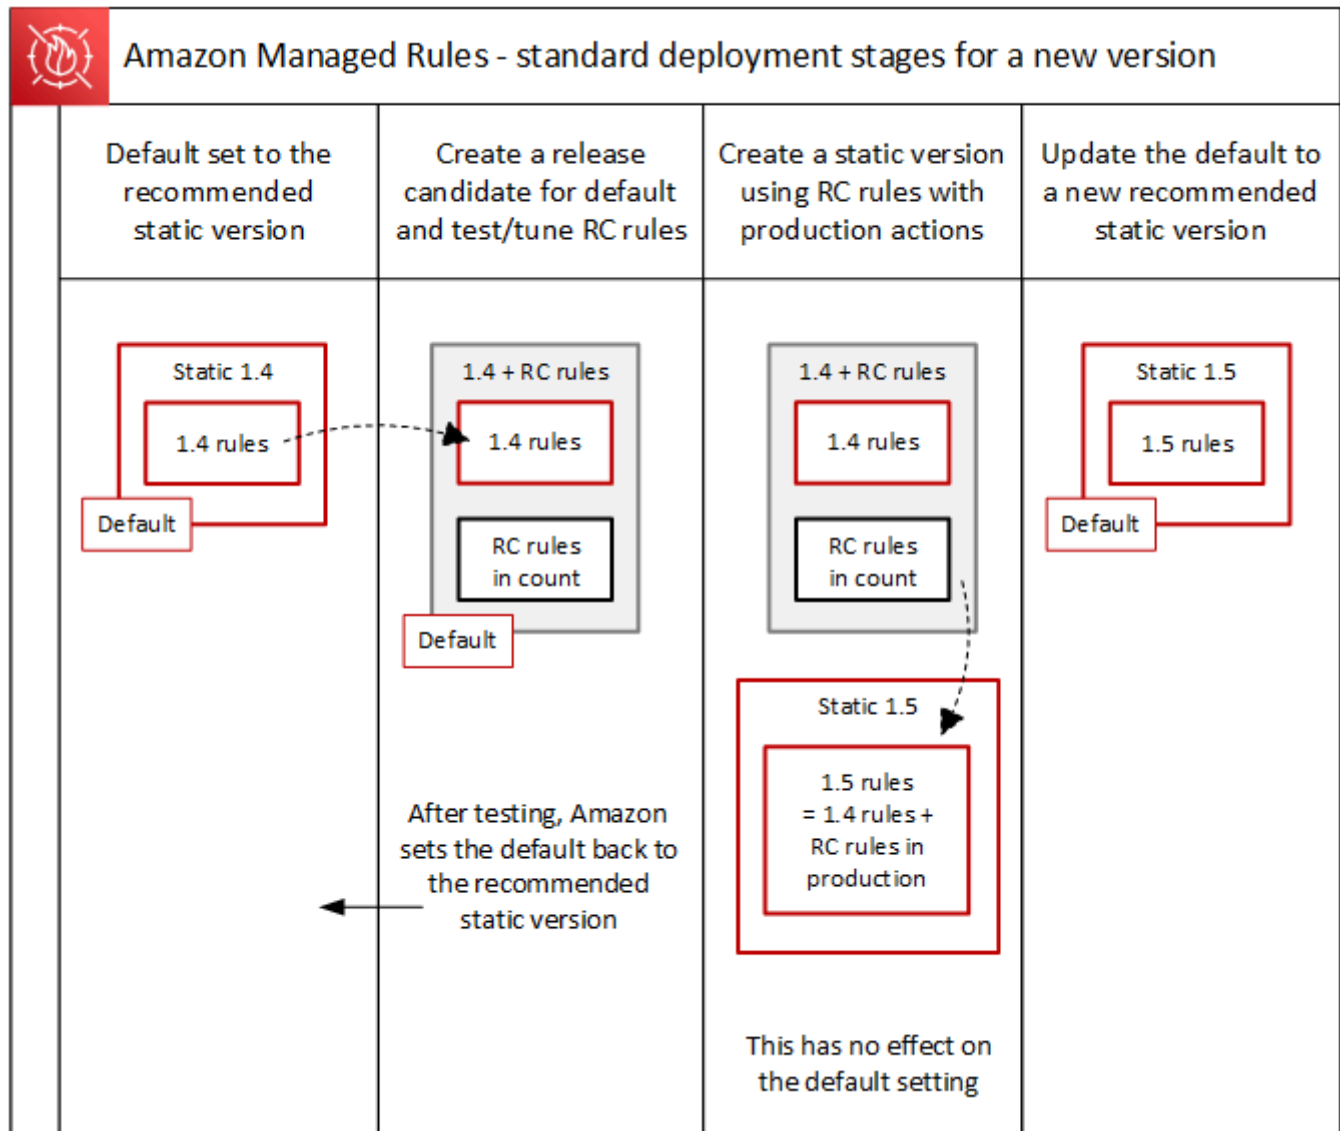 Amazon Managed Rules - standard deployment stages for a new version
Default set to the
recommended
static version
Create a release
candidate for default
and test/tune RC rules
Create a static version
using RC rules with
production actions
Update the default to
a new recommended
static version
Static 1.4
1.4 rules
Default
1.4 + RC rules
1.4 rules
RC rules
in count
Default
After testing, Amazon
sets the default back to
the recommended
static version
1.4 + RC rules
1.4 rules
RC rules
in count
Static 1.5
1.5 rules
= 1.4 rules +
RC rules in
production
This has no effect on
the default setting
Static 1.5
1.5 rules
Default